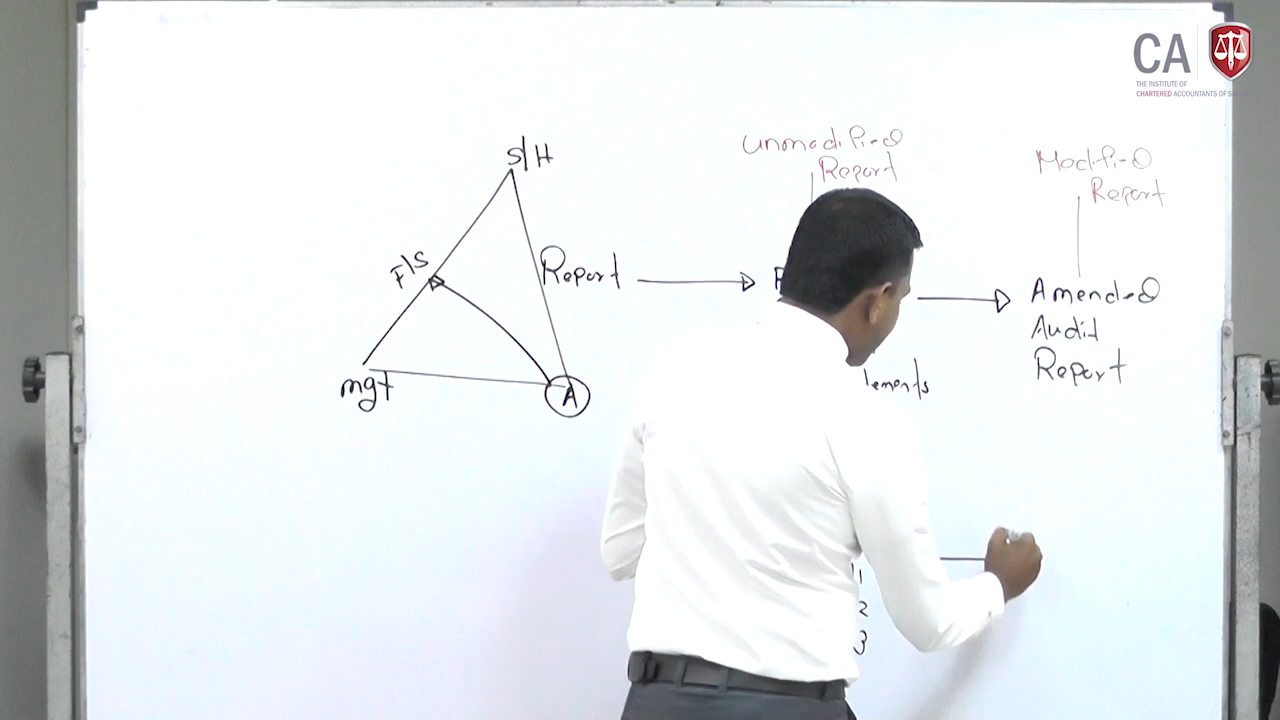 CA
THE INSTITUTE OF
CHARTERED ACCOUNTANTS OF
S/H
F/S
mgt
A
Report
Unmodified
Report
Modified
Report
Amended
Audit
Report
1
2
3